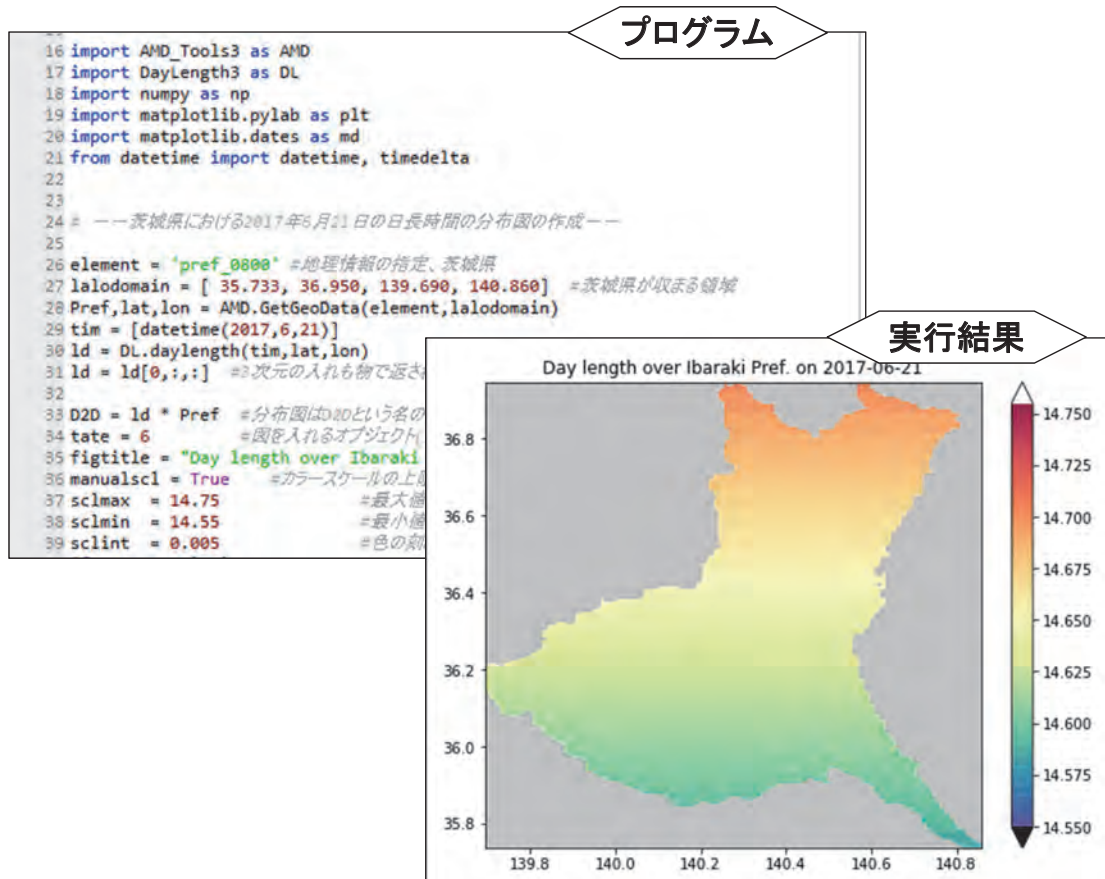 プログラム
16 import AMD_Tools3 as AMD
17 import DayLength3 as DL
18 import numpy as np
19 import matplotlib.pylab as plt
20 import matplotlib.dates as md
21 from datetime import datetime, timedelta
22
23
24 # ーー茨城県における2017年6月21日の日長時間の分布図の作成ーー
25
26 element = 'pref_0800' #地理情報の指定、茨城県
27 lalodomain = [ 35.733, 36.950, 139.690, 140.860] #茨城県が収まる領域
28 Pref,lat,lon = AMD.GetGeoData(element,lalodomain)
29 tim = [datetime(2017,6,21)]
30 ld = DL.daylength(tim,lat,lon)
31 ld = ld[0,:,:] #3次元の入れ物で返さ
32
33 D2D = ld * Pref #分布図はD2Dという名の
34 tate = 6 #図を入れるオブジェクト(
35 figtitle = "Day length over Ibaraki
36 manualscl = True #カラースケールの上
37 sclmax = 14.75 #最大値
38 sclmin = 14.55 #最小値
39 sclint = 0.005 #色の刻
実行結果
Day length over Ibaraki Pref. on 2017-06-21
36.8
36.6
36.4
36.2
36.0
35.8
139.8 140.0 140.2 140.4 140.6 140.8
14.750
14.725
14.700
14.675
14.650
14.625
14.600
14.575
14.550